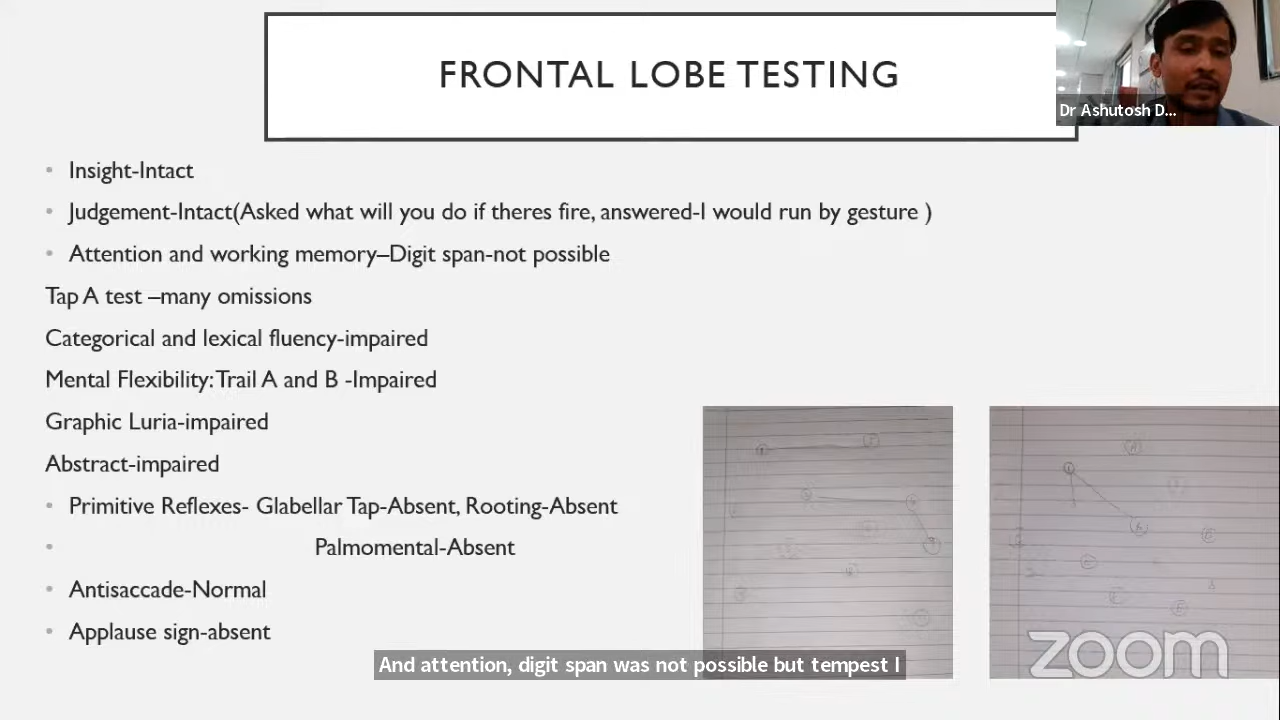 FRONTAL LOBE TESTING
Dr Ashutosh D...
• Insight-Intact
• Judgement-Intact(Asked what will you do if theres fire, answered-I would run by gesture )
• Attention and working memory–Digit span-not possible
Tap A test –many omissions
Categorical and lexical fluency-impaired
Mental Flexibility:Trail A and B -Impaired
Graphic Luria-impaired
Abstract-impaired
• Primitive Reflexes- Glabellar Tap-Absent, Rooting-Absent
• Palmomental-Absent
• Antisaccade-Normal
• Applause sign-absent
And attention, digit span was not possible but tempest I
zoom